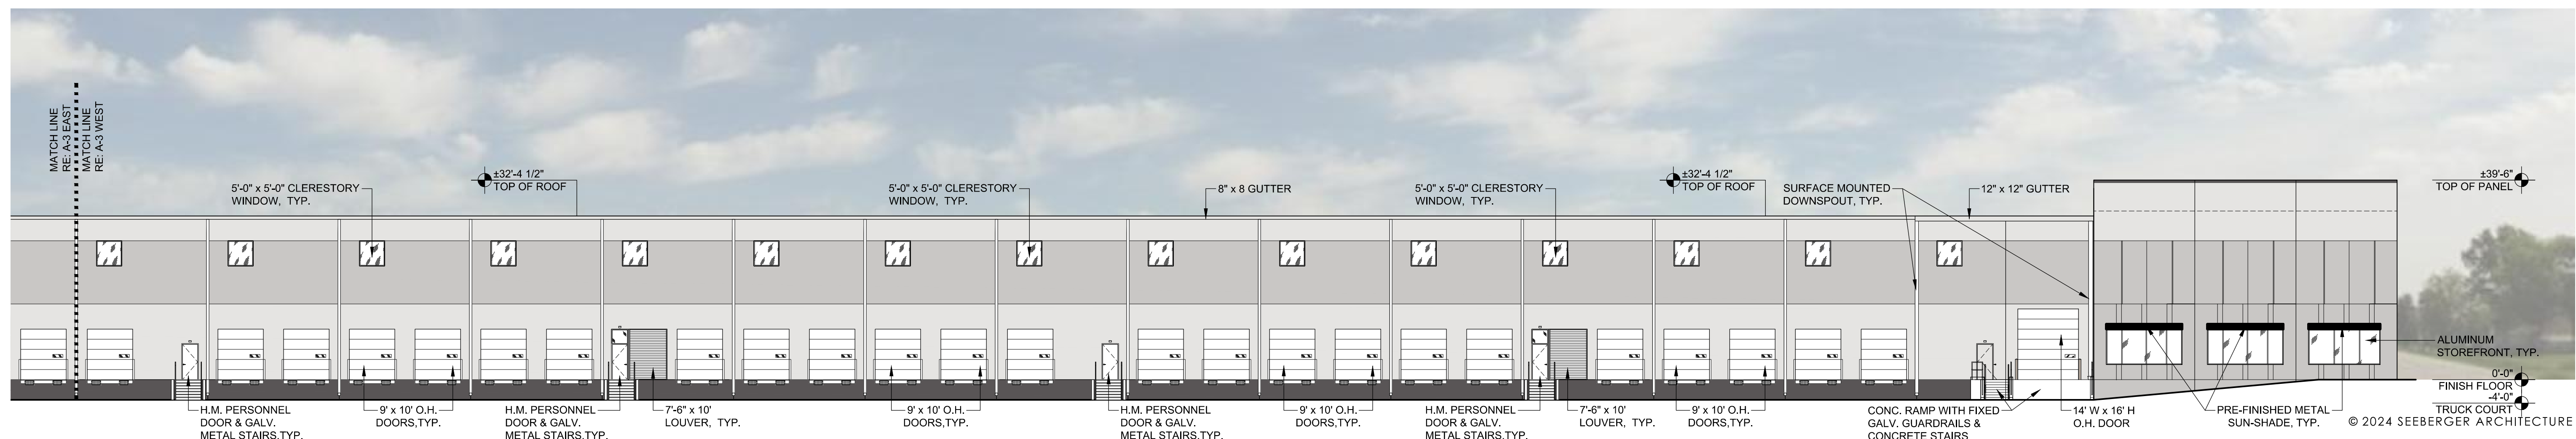 MATCH LINE
RE: A-3 EAST
MATCH LINE
RE: A-3 WEST
5'-0" x 5'-0" CLERESTORY
WINDOW, TYP.
±32'-4 1/2"
TOP OF ROOF
5'-0" x 5'-0" CLERESTORY
WINDOW, TYP.
8" x 8 GUTTER
5'-0" x 5'-0" CLERESTORY
WINDOW, TYP.
±32'-4 1/2"
TOP OF ROOF
SURFACE MOUNTED
DOWNSPOUT, TYP.
12" x 12" GUTTER
±39'-6"
TOP OF PANEL
ALUMINUM
STOREFRONT, TYP.
0'-0"
FINISH FLOOR
-4'-0"
TRUCK COURT
H.M. PERSONNEL
DOOR & GALV.
METAL STAIRS,TYP.
9' x 10' O.H.
DOORS,TYP.
H.M. PERSONNEL
DOOR & GALV.
METAL STAIRS,TYP.
7'-6" x 10'
LOUVER, TYP.
9' x 10' O.H.
DOORS,TYP.
H.M. PERSONNEL
DOOR & GALV.
METAL STAIRS,TYP.
9' x 10' O.H.
DOORS,TYP.
H.M. PERSONNEL
DOOR & GALV.
METAL STAIRS,TYP.
7'-6" x 10'
LOUVER, TYP.
9' x 10' O.H.
DOORS,TYP.
CONC. RAMP WITH FIXED
GALV. GUARDRAILS &
CONCRETE STAIRS
14' W x 16' H
O.H. DOOR
PRE-FINISHED METAL
SUN-SHADE, TYP.
© 2024 SEEBERGER ARCHITECTURE